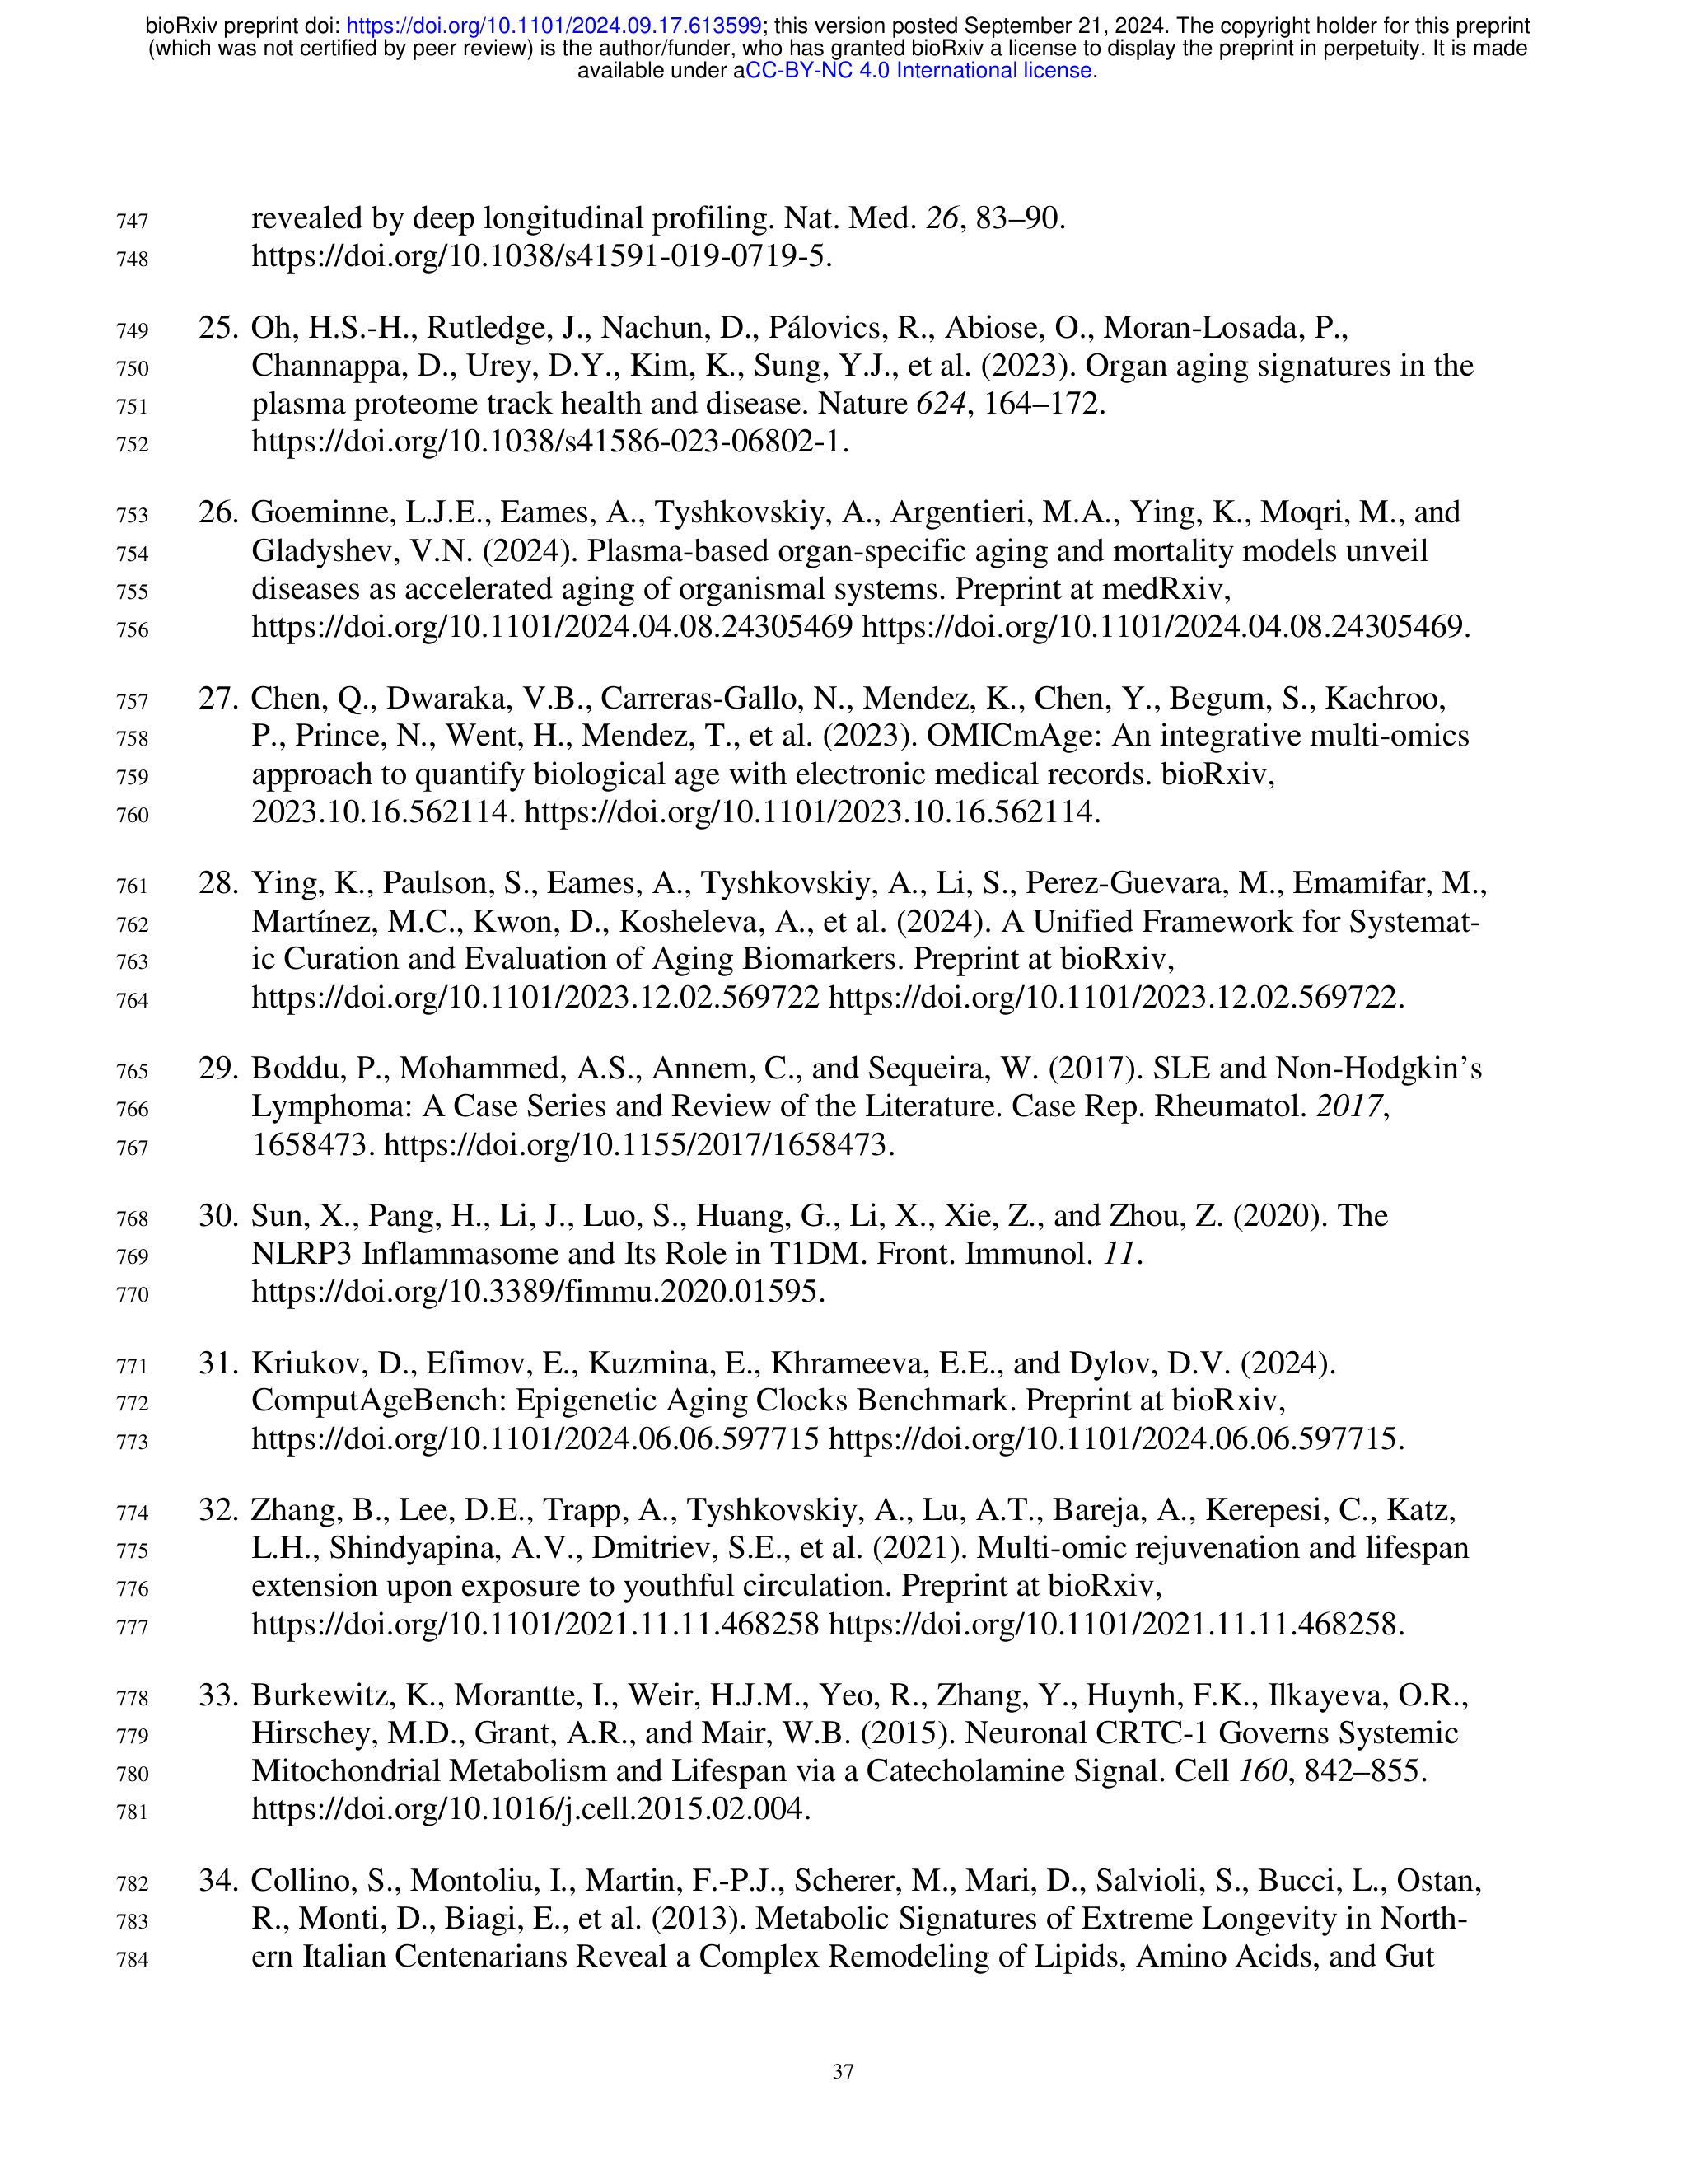 bioRxiv preprint doi: https://doi.org/10.1101/2024.09.17.613599; this version posted September 21, 2024. The copyright holder for this preprint
(which was not certified by peer review) is the author/funder, who has granted bioRxiv a license to display the preprint in perpetuity. It is made
available under aCC-BY-NC 4.0 International license.
747 revealed by deep longitudinal profiling. Nat. Med. 26, 83–90.
748 https://doi.org/10.1038/s41591-019-0719-5.
749 25. Oh, H.S.-H., Rutledge, J., Nachun, D., Pálovics, R., Abiose, O., Moran-Losada, P.,
750 Channappa, D., Urey, D.Y., Kim, K., Sung, Y.J., et al. (2023). Organ aging signatures in the
751 plasma proteome track health and disease. Nature 624, 164–172.
752 https://doi.org/10.1038/s41586-023-06802-1.
753 26. Goeminne, L.J.E., Eames, A., Tyshkovskiy, A., Argentieri, M.A., Ying, K., Moqri, M., and
754 Gladyshev, V.N. (2024). Plasma-based organ-specific aging and mortality models unveil
755 diseases as accelerated aging of organismal systems. Preprint at medRxiv,
756 https://doi.org/10.1101/2024.04.08.24305469 https://doi.org/10.1101/2024.04.08.24305469.
757 27. Chen, Q., Dwaraka, V.B., Carreras-Gallo, N., Mendez, K., Chen, Y., Begum, S., Kachroo,
758 P., Prince, N., Went, H., Mendez, T., et al. (2023). OMICmAge: An integrative multi-omics
759 approach to quantify biological age with electronic medical records. bioRxiv,
760 2023.10.16.562114. https://doi.org/10.1101/2023.10.16.562114.
761 28. Ying, K., Paulson, S., Eames, A., Tyshkovskiy, A., Li, S., Perez-Guevara, M., Emamifar, M.,
762 Martínez, M.C., Kwon, D., Kosheleva, A., et al. (2024). A Unified Framework for Systemat-
763 ic Curation and Evaluation of Aging Biomarkers. Preprint at bioRxiv,
764 https://doi.org/10.1101/2023.12.02.569722 https://doi.org/10.1101/2023.12.02.569722.
765 29. Boddu, P., Mohammed, A.S., Annem, C., and Sequeira, W. (2017). SLE and Non-Hodgkin’s
766 Lymphoma: A Case Series and Review of the Literature. Case Rep. Rheumatol. 2017,
767 1658473. https://doi.org/10.1155/2017/1658473.
768 30. Sun, X., Pang, H., Li, J., Luo, S., Huang, G., Li, X., Xie, Z., and Zhou, Z. (2020). The
769 NLRP3 Inflammasome and Its Role in T1DM. Front. Immunol. 11.
770 https://doi.org/10.3389/fimmu.2020.01595.
771 31. Kriukov, D., Efimov, E., Kuzmina, E., Khrameeva, E.E., and Dylov, D.V. (2024).
772 ComputAgeBench: Epigenetic Aging Clocks Benchmark. Preprint at bioRxiv,
773 https://doi.org/10.1101/2024.06.06.597715 https://doi.org/10.1101/2024.06.06.597715.
774 32. Zhang, B., Lee, D.E., Trapp, A., Tyshkovskiy, A., Lu, A.T., Bareja, A., Kerepesi, C., Katz,
775 L.H., Shindyapina, A.V., Dmitriev, S.E., et al. (2021). Multi-omic rejuvenation and lifespan
776 extension upon exposure to youthful circulation. Preprint at bioRxiv,
777 https://doi.org/10.1101/2021.11.11.468258 https://doi.org/10.1101/2021.11.11.468258.
778 33. Burkewitz, K., Morantte, I., Weir, H.J.M., Yeo, R., Zhang, Y., Huynh, F.K., Ilkayeva, O.R.,
779 Hirschey, M.D., Grant, A.R., and Mair, W.B. (2015). Neuronal CRTC-1 Governs Systemic
780 Mitochondrial Metabolism and Lifespan via a Catecholamine Signal. Cell 160, 842–855.
781 https://doi.org/10.1016/j.cell.2015.02.004.
782 34. Collino, S., Montoliu, I., Martin, F.-P.J., Scherer, M., Mari, D., Salvioli, S., Bucci, L., Ostan,
783 R., Monti, D., Biagi, E., et al. (2013). Metabolic Signatures of Extreme Longevity in North-
784 ern Italian Centenarians Reveal a Complex Remodeling of Lipids, Amino Acids, and Gut
37